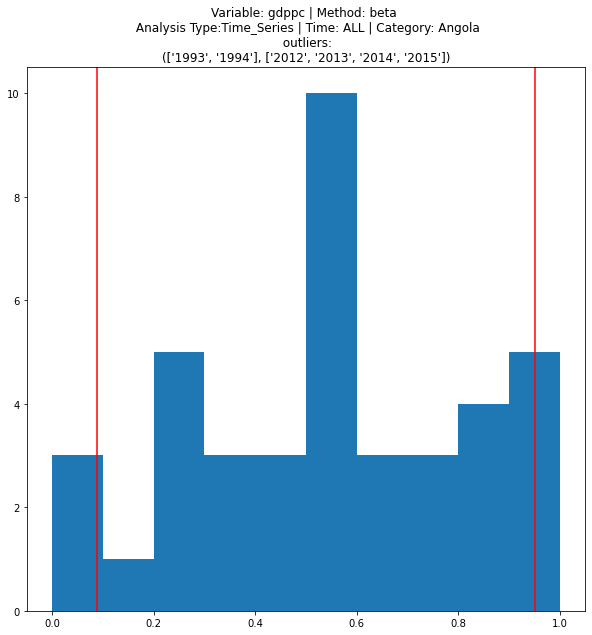 Variable: gdppc | Method: beta
Analysis Type:Time_Series | Time: ALL | Category: Angola
outliers:
(['1993', '1994'], ['2012', '2013', '2014', '2015'])
10
8
6
4
2
0
0.0 0.2 0.4 0.6 0.8 1.0